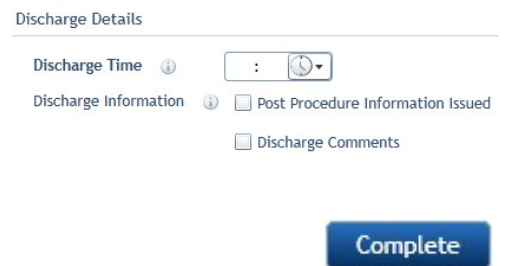 Discharge Details
Discharge Time :
Discharge Information Post Procedure Information Issued
Discharge Comments
Complete